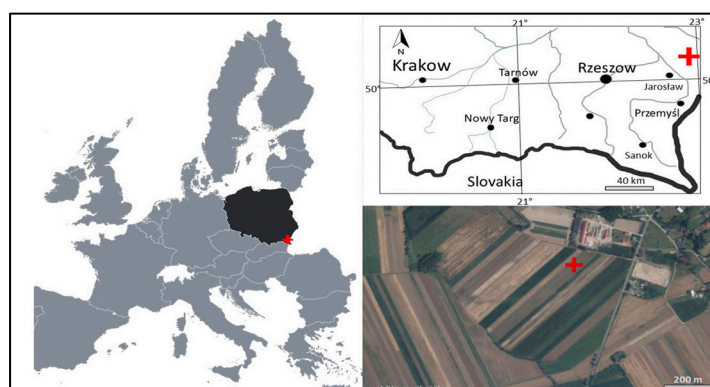 21°
23°
N
Krakow
Tarnów
Rzeszow
50°
50°
Jarosław
Przemyśl
Nowy Targ
Sanok
Slovakia
40 km
21°
200 m